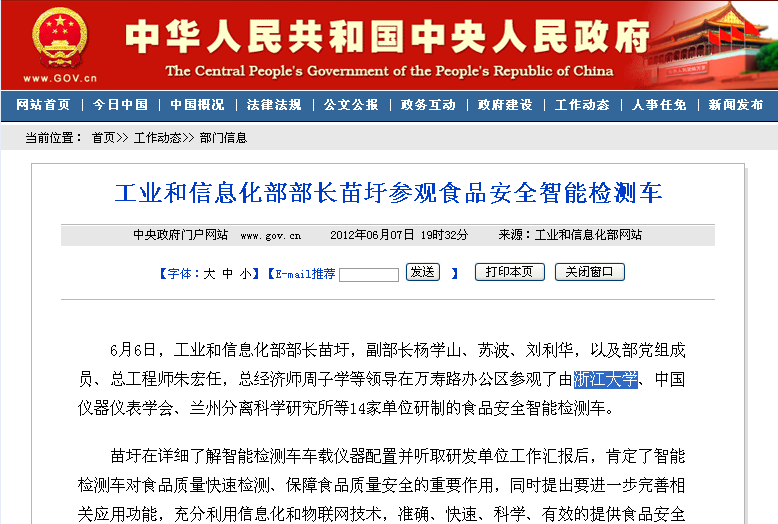 中华人民共和国中央人民政府
www.GOV.cn
The Central People's Government of the People's Republic of China
网站首页 | 今日中国 | 中国概况 | 法律法规 | 公文公报 | 政务互动 | 政府建设 | 工作动态 | 人事任免 | 新闻发布
当前位置： 首页>> 工作动态>> 部门信息
工业和信息化部部长苗圩参观食品安全智能检测车
中央政府门户网站 www.gov.cn 2012年06月07日 19时32分 来源：工业和信息化部网站
【字体：大 中 小】【E-mail推荐 发送 】 打印本页 关闭窗口
6月6日，工业和信息化部部长苗圩，副部长杨学山、苏波、刘利华，以及部党组成
员、总工程师朱宏任，总经济师周子学等领导在万寿路办公区参观了由浙江大学、中国
仪器仪表学会、兰州分离科学研究所等14家单位研制的食品安全智能检测车。
苗圩在详细了解智能检测车车载仪器配置并听取研发单位工作汇报后，肯定了智能
检测车对食品质量快速检测、保障食品质量安全的重要作用，同时提出要进一步完善相
关应用功能，充分利用信息化和物联网技术，准确、快速、科学、有效的提供食品安全